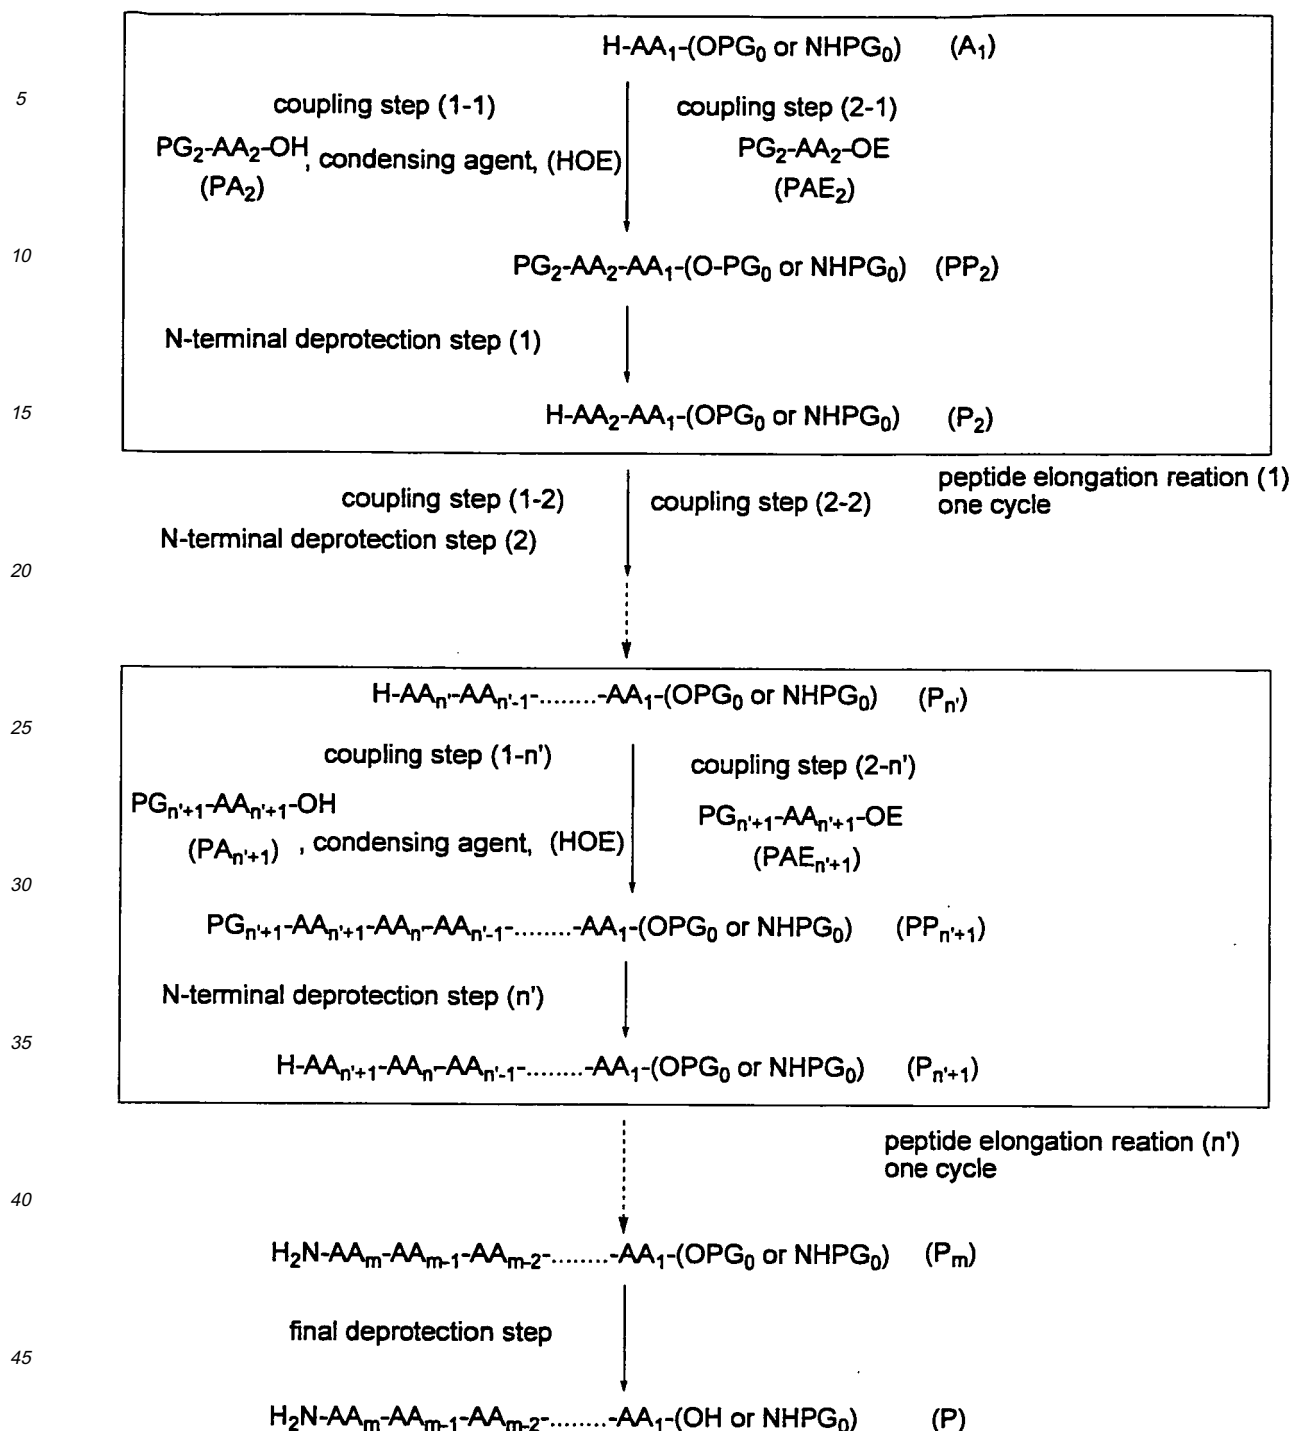 H-AA₁-(OPG₀ or NHPG₀) (A₁)
5
coupling step (1-1) coupling step (2-1)
PG₂-AA₂-OH, condensing agent, (HOE) PG₂-AA₂-OE
(PA₂) (PAE₂)
10
PG₂-AA₂-AA₁-(O-PG₀ or NHPG₀) (PP₂)
N-terminal deprotection step (1)
15
H-AA₂-AA₁-(OPG₀ or NHPG₀) (P₂)
peptide elongation reation (1)
one cycle
coupling step (1-2) coupling step (2-2)
N-terminal deprotection step (2)
20
H-AAₙ'-AAₙ'₋₁-........-AA₁-(OPG₀ or NHPG₀) (Pₙ')
25
coupling step (1-n') coupling step (2-n')
PGₙ'₊₁-AAₙ'₊₁-OH PGₙ'₊₁-AAₙ'₊₁-OE
(PAₙ'₊₁) , condensing agent, (HOE) (PAEₙ'₊₁)
30
PGₙ'₊₁-AAₙ'₊₁-AAₙ-AAₙ'₋₁-........-AA₁-(OPG₀ or NHPG₀) (PPₙ'₊₁)
N-terminal deprotection step (n')
35
H-AAₙ'₊₁-AAₙ-AAₙ'₋₁-........-AA₁-(OPG₀ or NHPG₀) (Pₙ'₊₁)
peptide elongation reation (n')
one cycle
40
H₂N-AAₘ-AAₘ₋₁-AAₘ₋₂-........-AA₁-(OPG₀ or NHPG₀) (Pₘ)
final deprotection step
45
H₂N-AAₘ-AAₘ₋₁-AAₘ₋₂-........-AA₁-(OH or NHPG₀) (P)